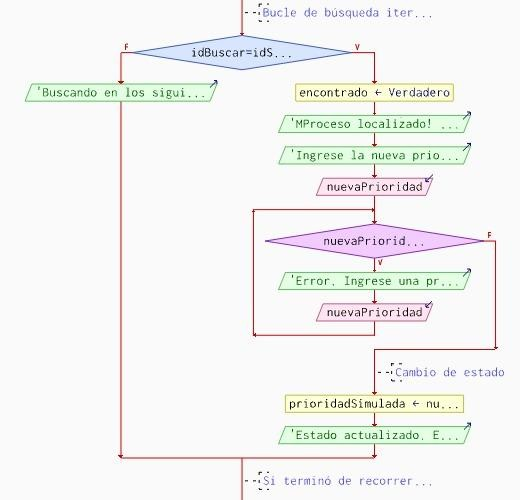 Bucle de búsqueda iter...
F
V
idBuscar=idS...
'Buscando en los sigui...
encontrado ← Verdadero
'MProceso localizado! ...
'Ingrese la nueva prio...
nuevaPrioridad
nuevaPriorid...
F
V
'Error. Ingrese una pr...
nuevaPrioridad
Cambio de estado
prioridadSimulada ← nu...
'Estado actualizado. E...
Si terminó de recorrer...